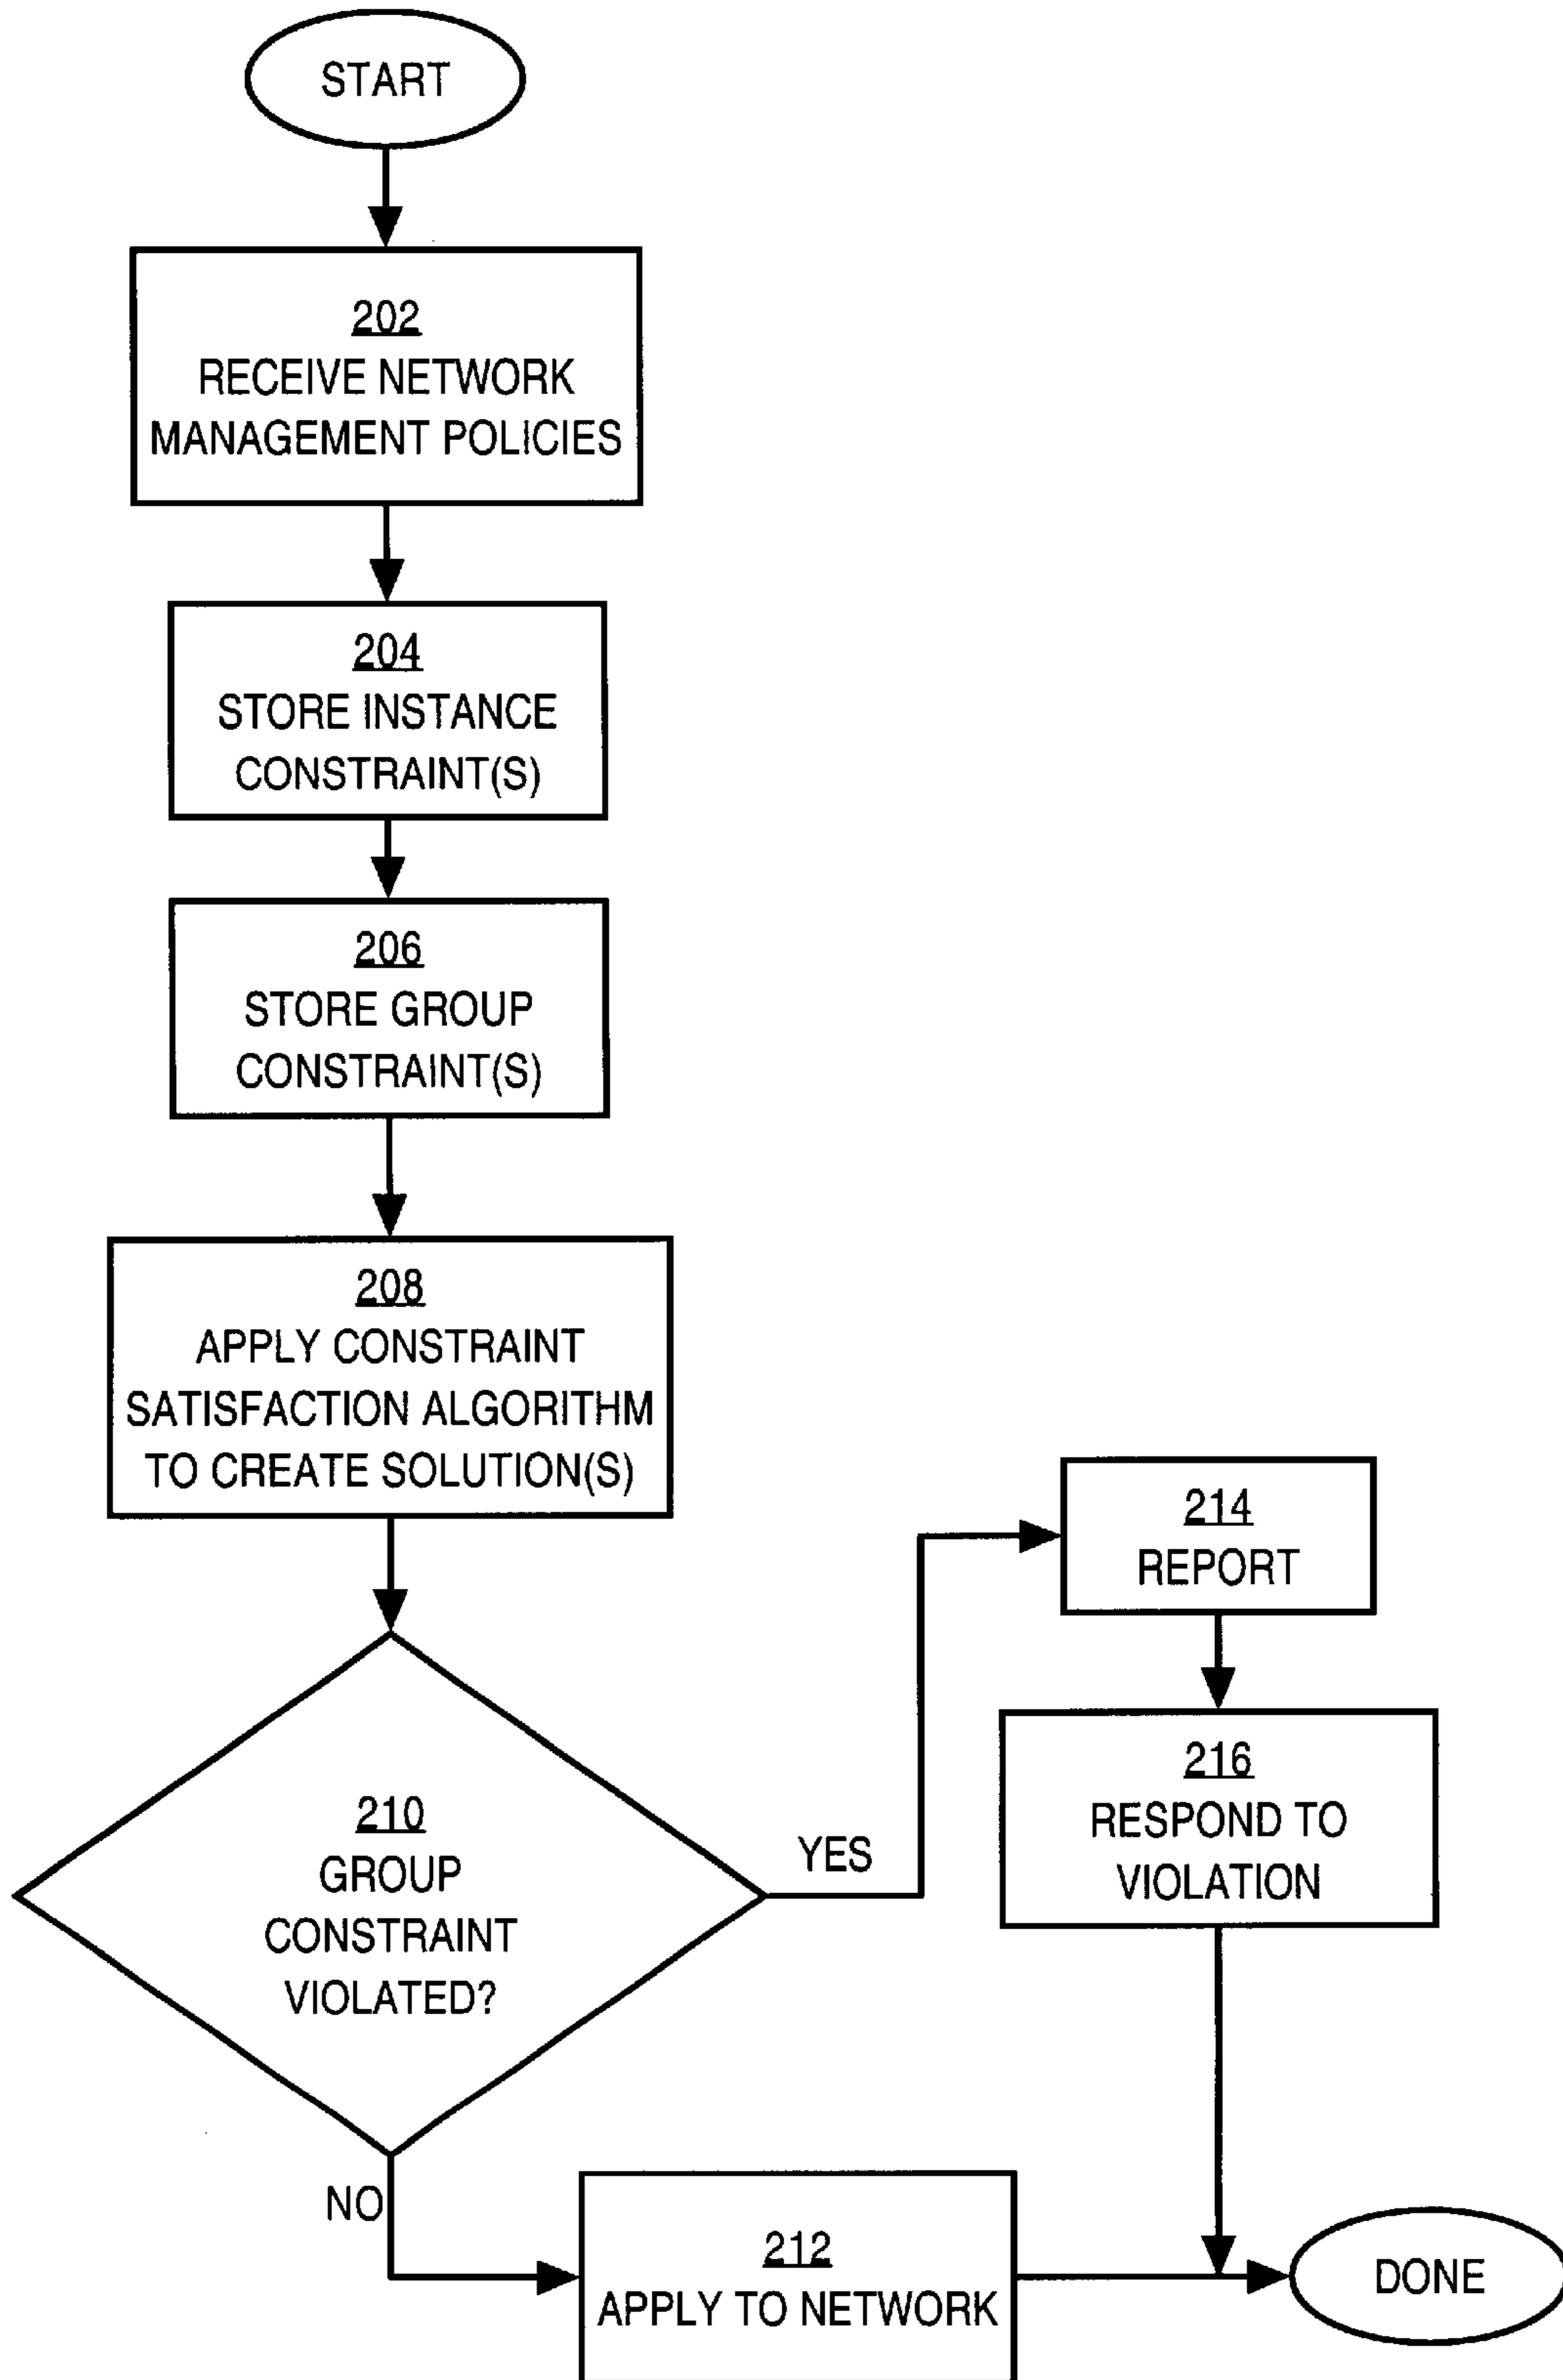 START
202
RECEIVE NETWORK
MANAGEMENT POLICIES
204
STORE INSTANCE
CONSTRAINT(S)
206
STORE GROUP
CONSTRAINT(S)
208
APPLY CONSTRAINT
SATISFACTION ALGORITHM
TO CREATE SOLUTION(S)
210
GROUP
CONSTRAINT
VIOLATED?
YES
214
REPORT
216
RESPOND TO
VIOLATION
NO
212
APPLY TO NETWORK
DONE